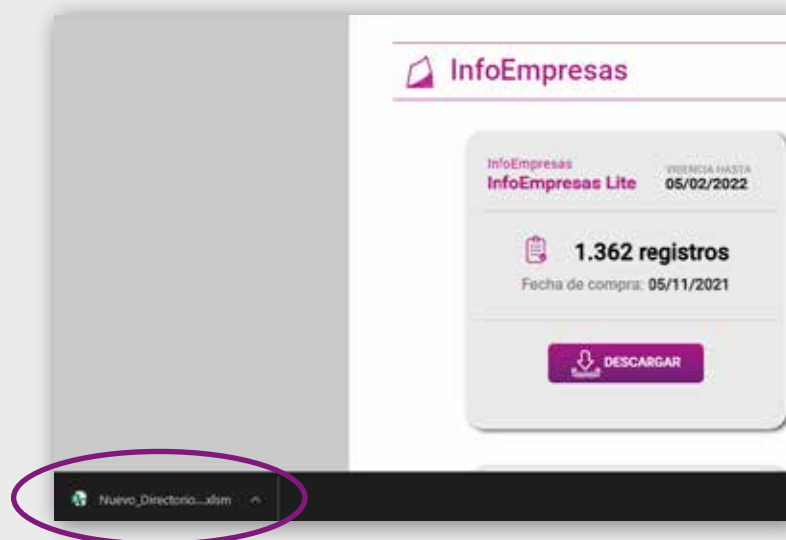 InfoEmpresas
InfoEmpresas
InfoEmpresas Lite
VIGENCIA HASTA
05/02/2022
1.362 registros
Fecha de compra: 05/11/2021
DESCARGAR
Nuevo_Directorio...xlsm